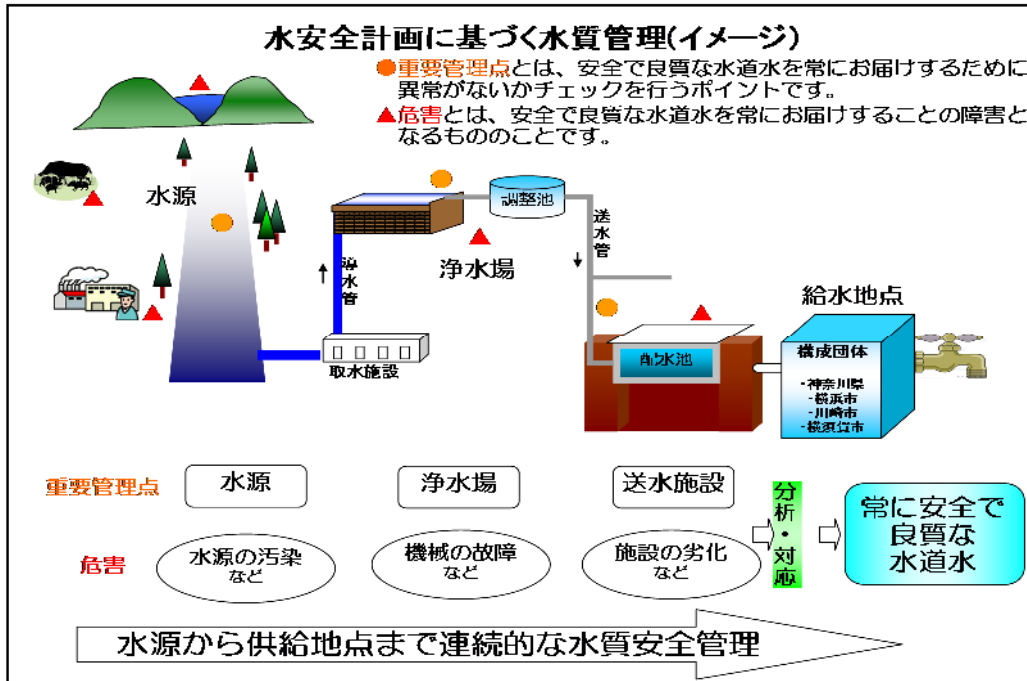 水安全計画に基づく水質管理(イメージ)
重要管理点とは、安全で良質な水道水を常にお届けするために
異常がないかチェックを行うポイントです。
危害とは、安全で良質な水道水を常にお届けすることの障害と
なるもののことです。
水源
導水管
取水施設
浄水場
調整池
送水管
配水池
給水地点
構成団体
・神奈川県
・横浜市
・川崎市
・横須賀市
重要管理点
水源
浄水場
送水施設
危害
水源の汚染
など
機械の故障
など
施設の劣化
など
分析・対応
常に安全で
良質な
水道水
水源から供給地点まで連続的な水質安全管理